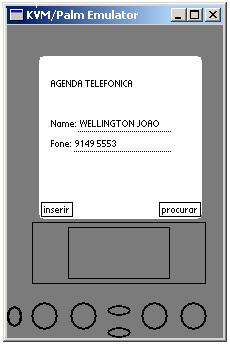 KVM/Palm Emulator
AGENDA TELEFONICA
Name: WELLINGTON JOAO
Fone: 9149 5553
inserir procurar